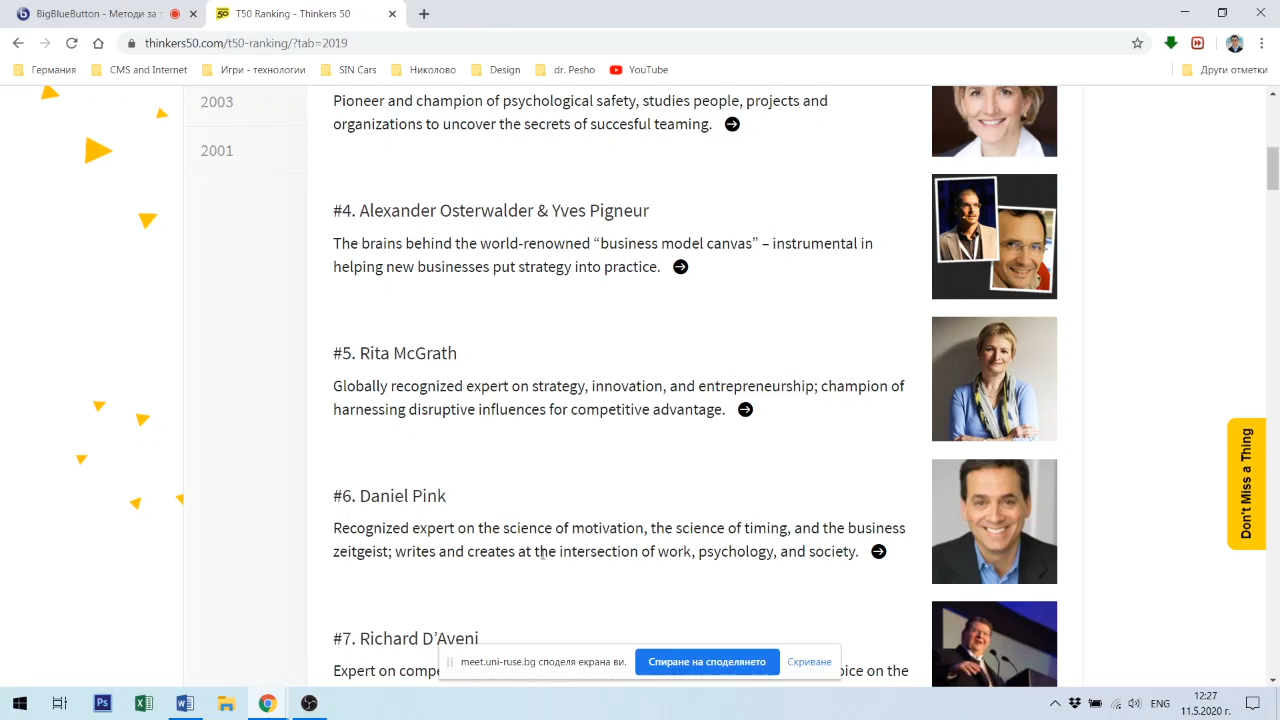 BigBlueButton - Методи за т
T50 Ranking - Thinkers 50
thinkers50.com/t50-ranking/?tab=2019
Германия
CMS and Internet
Игри - технологии
SIN Cars
Николово
Design
dr. Pesho
YouTube
Други отметки
2003
2001
Pioneer and champion of psychological safety, studies people, projects and
organizations to uncover the secrets of succesful teaming.
#4. Alexander Osterwalder & Yves Pigneur
The brains behind the world-renowned “business model canvas” – instrumental in
helping new businesses put strategy into practice.
#5. Rita McGrath
Globally recognized expert on strategy, innovation, and entrepreneurship; champion of
harnessing disruptive influences for competitive advantage.
#6. Daniel Pink
Recognized expert on the science of motivation, the science of timing, and the business
zeitgeist; writes and creates at the intersection of work, psychology, and society.
#7. Richard D’Aveni
Expert on
on the
Don't Miss a Thing
meet.uni-ruse.bg споделя екрана ви.
Спиране на споделянето
Скриване
ENG
12:27
11.5.2020 г.